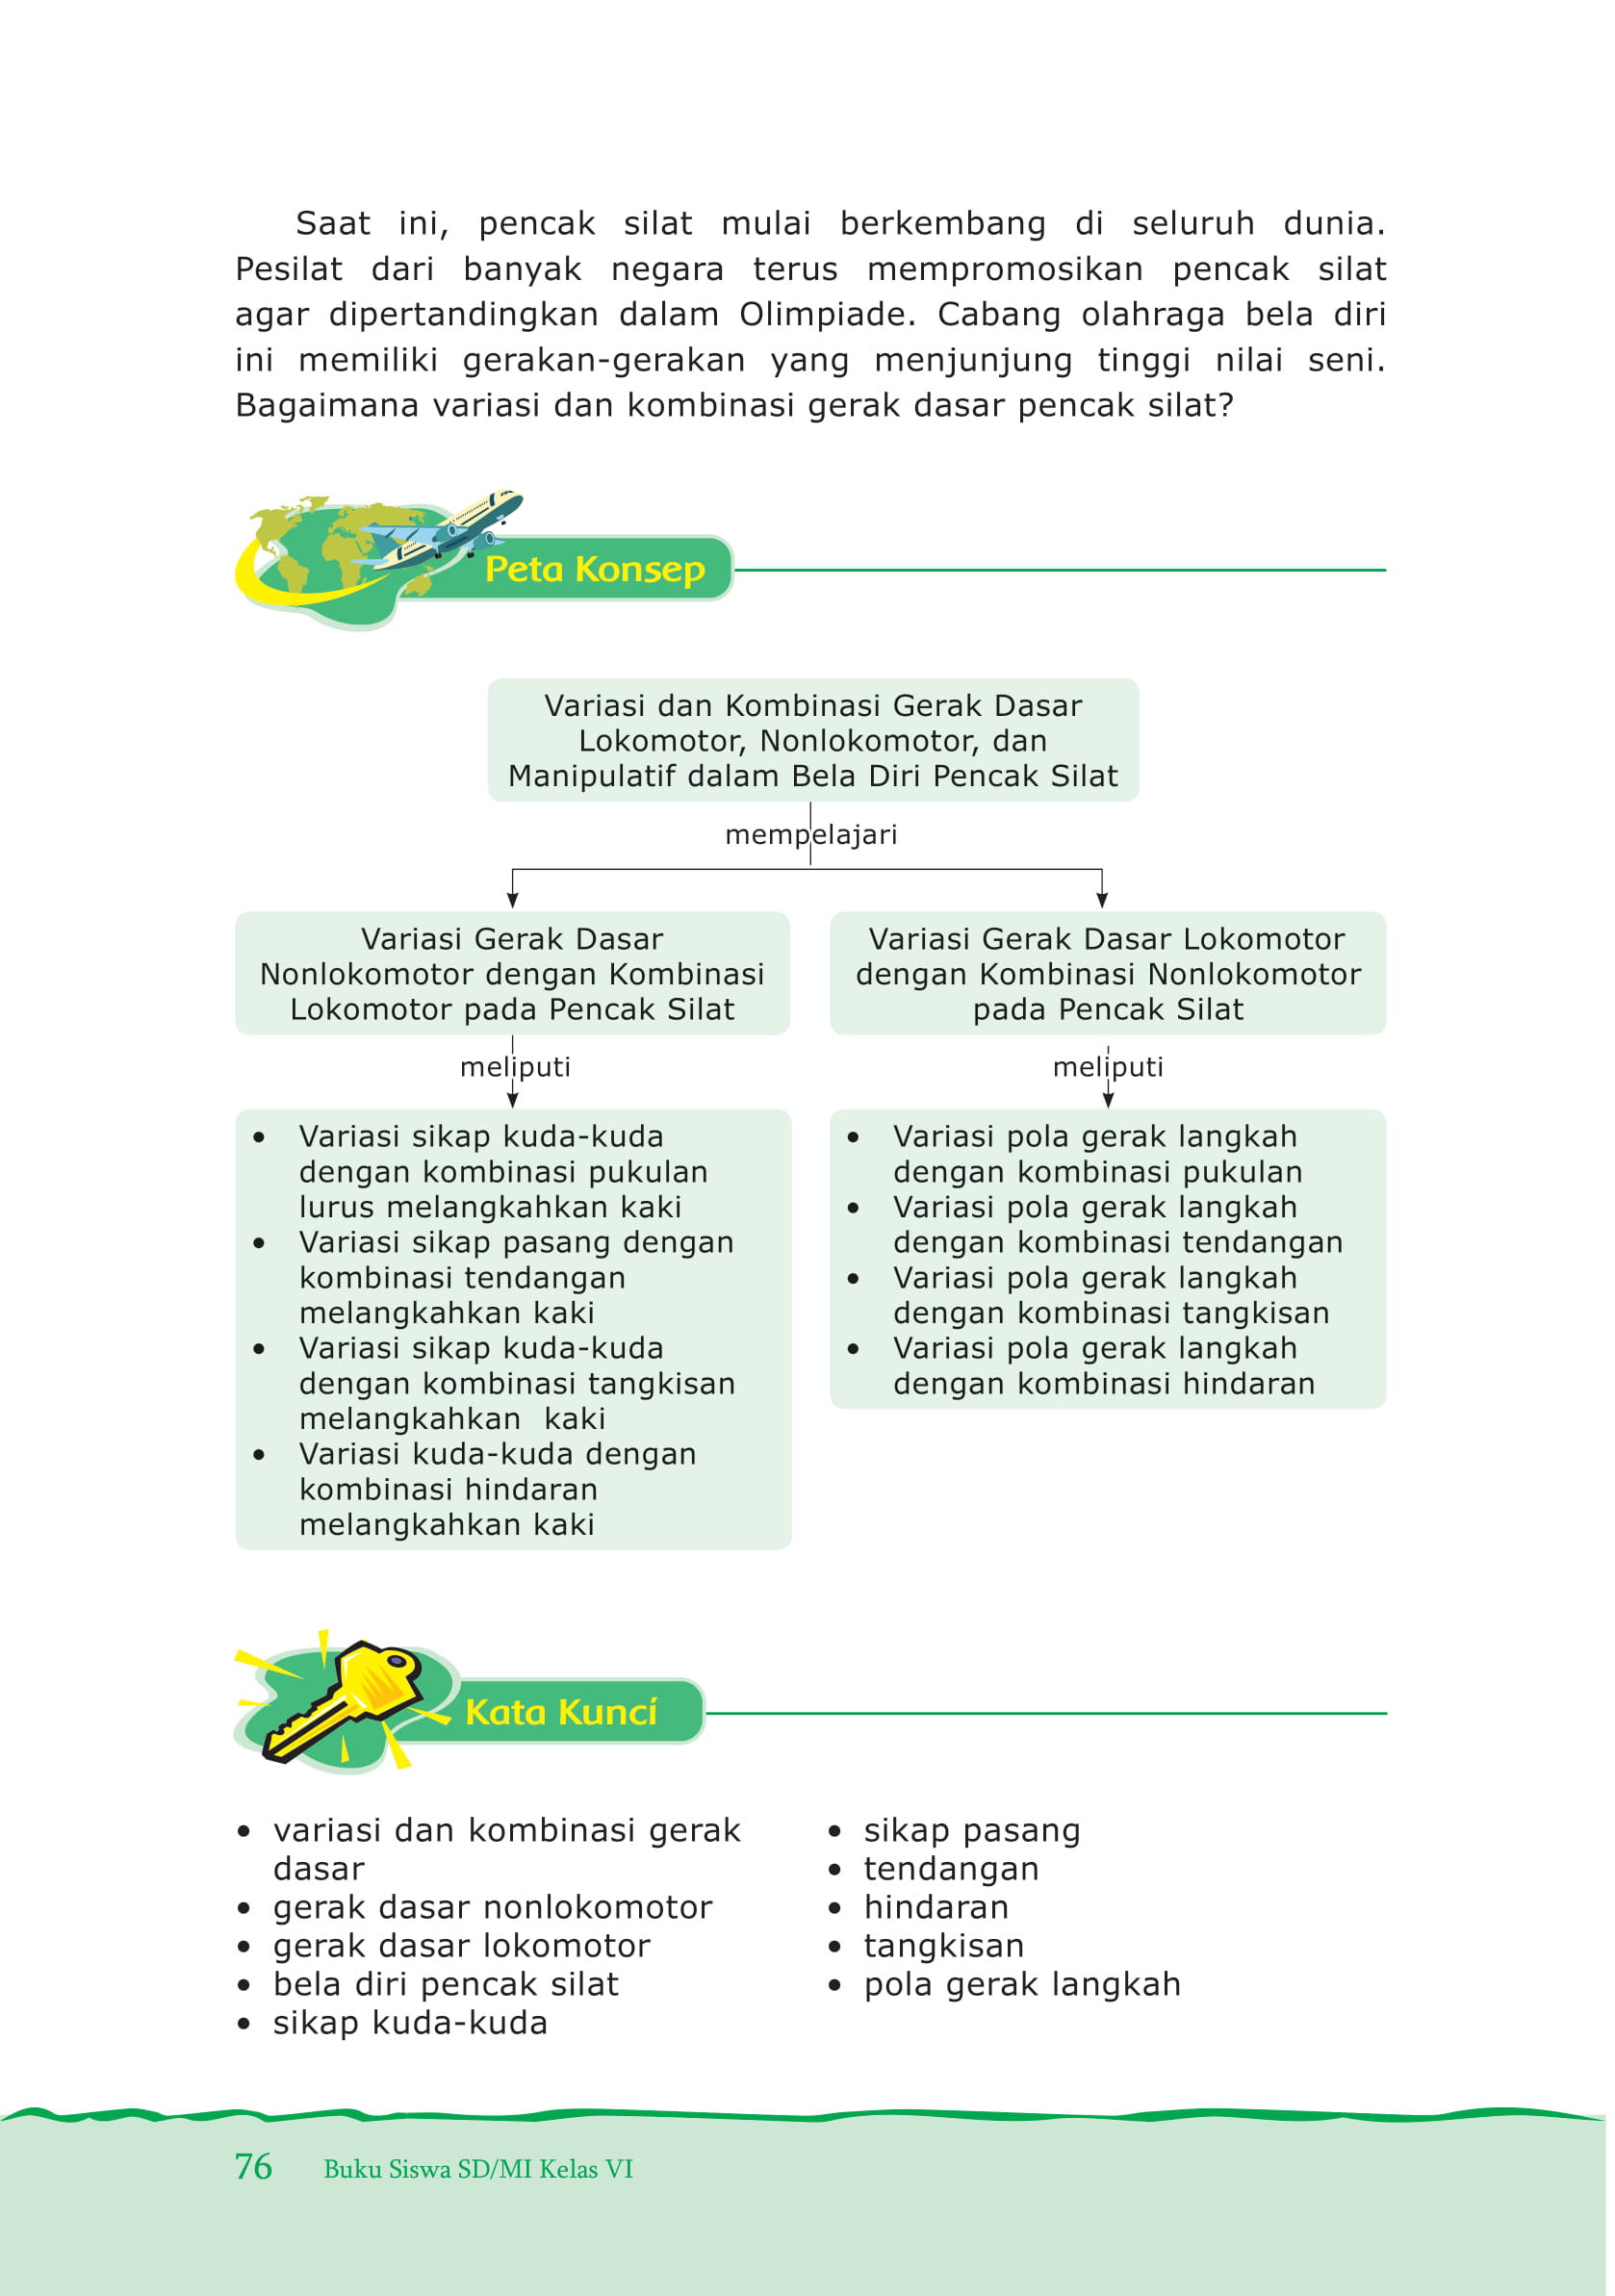 Saat ini, pencak silat mulai berkembang di seluruh dunia.
Pesilat dari banyak negara terus mempromosikan pencak silat
agar dipertandingkan dalam Olimpiade. Cabang olahraga bela diri
ini memiliki gerakan-gerakan yang menjunjung tinggi nilai seni.
Bagaimana variasi dan kombinasi gerak dasar pencak silat?
Peta Konsep
Variasi dan Kombinasi Gerak Dasar
Lokomotor, Nonlokomotor, dan
Manipulatif dalam Bela Diri Pencak Silat
mempelajari
Variasi Gerak Dasar
Nonlokomotor dengan Kombinasi
Lokomotor pada Pencak Silat
meliputi
• Variasi sikap kuda-kuda
dengan kombinasi pukulan
lurus melangkahkan kaki
• Variasi sikap pasang dengan
kombinasi tendangan
melangkahkan kaki
• Variasi sikap kuda-kuda
dengan kombinasi tangkisan
melangkahkan kaki
• Variasi kuda-kuda dengan
kombinasi hindaran
melangkahkan kaki
Variasi Gerak Dasar Lokomotor
dengan Kombinasi Nonlokomotor
pada Pencak Silat
meliputi
• Variasi pola gerak langkah
dengan kombinasi pukulan
• Variasi pola gerak langkah
dengan kombinasi tendangan
• Variasi pola gerak langkah
dengan kombinasi tangkisan
• Variasi pola gerak langkah
dengan kombinasi hindaran
Kata Kunci
• variasi dan kombinasi gerak
dasar
• gerak dasar nonlokomotor
• gerak dasar lokomotor
• bela diri pencak silat
• sikap kuda-kuda
• sikap pasang
• tendangan
• hindaran
• tangkisan
• pola gerak langkah
76 Buku Siswa SD/MI Kelas VI